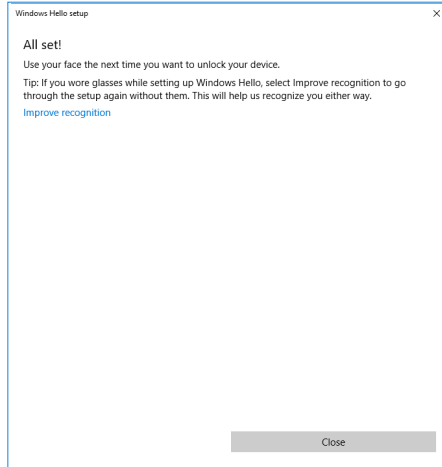 Windows Hello setup
All set!
Use your face the next time you want to unlock your device.
Tip: If you wore glasses while setting up Windows Hello, select Improve recognition to go
through the setup again without them. This will help us recognize you either way.
Improve recognition
Close